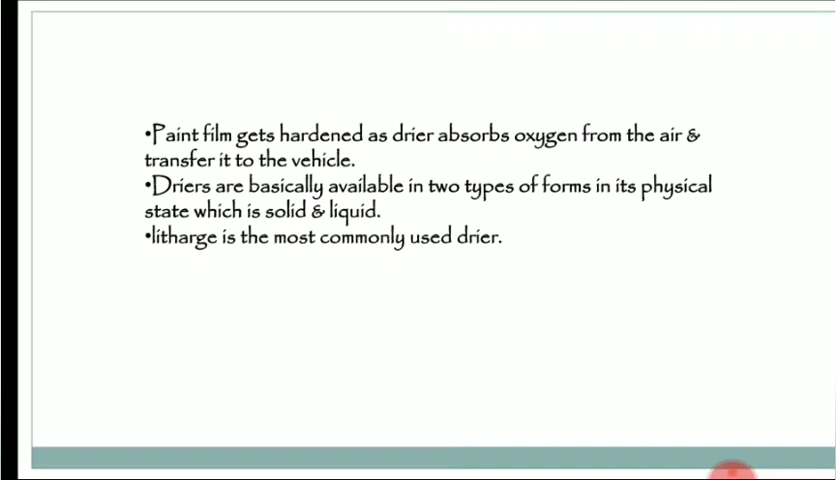 •Paint film gets hardened as drier absorbs oxygen from the air &
transfer it to the vehicle.
•Driers are basically available in two types of forms in its physical
state which is solid & liquid.
•litharge is the most commonly used drier.